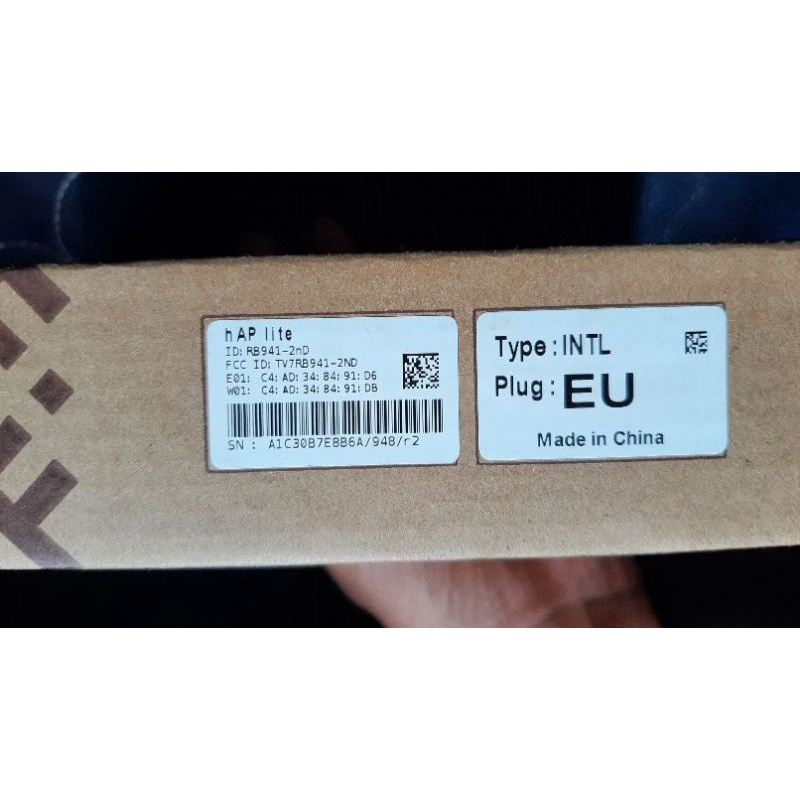 hAP lite
ID: RB941-2nD
FCC ID: TV7RB941-2ND
E01: C4: AD: 34: 84: 91: D6
W01: C4: AD: 34: 84: 91: DB
SN : A1C30B7E8B6A/948/r2
Type : INTL
Plug : EU
Made in China